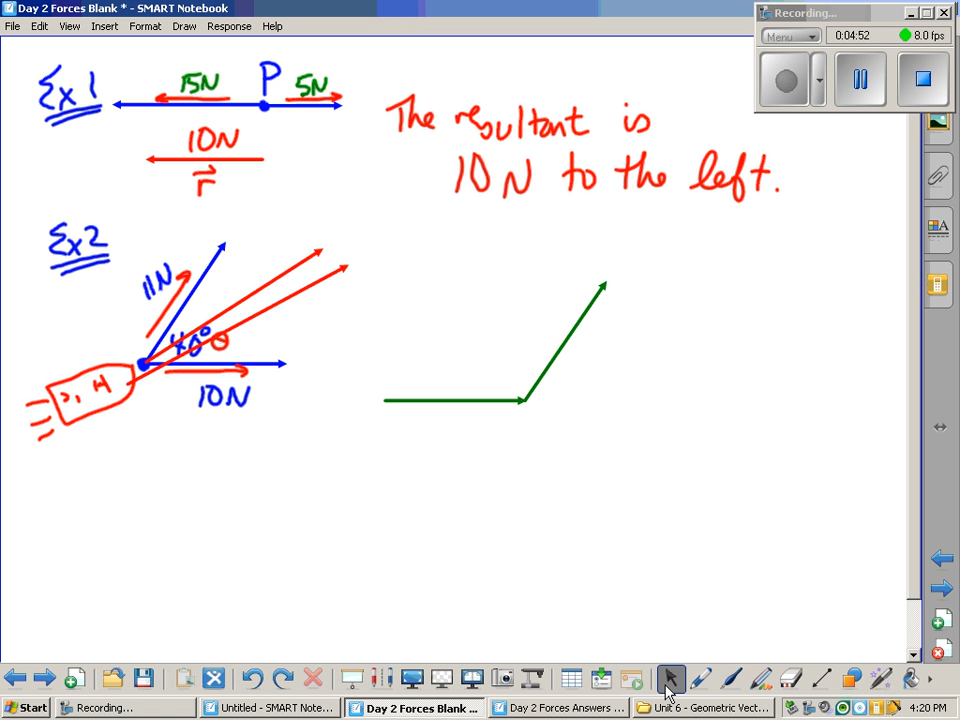 Day 2 Forces Blank * - SMART Notebook
Recording...
File Edit View Insert Format Draw Response Help
Menu
0:04:52
8.0 fps
Ex 1
15N
P
5N
10N
r
The resultant is
10N to the left.
Ex 2
11N
40°
θ
10N
Start
Recording...
Untitled - SMART Note...
Day 2 Forces Blank ...
Day 2 Forces Answers ...
Unit 6 - Geometric Vect...
4:20 PM